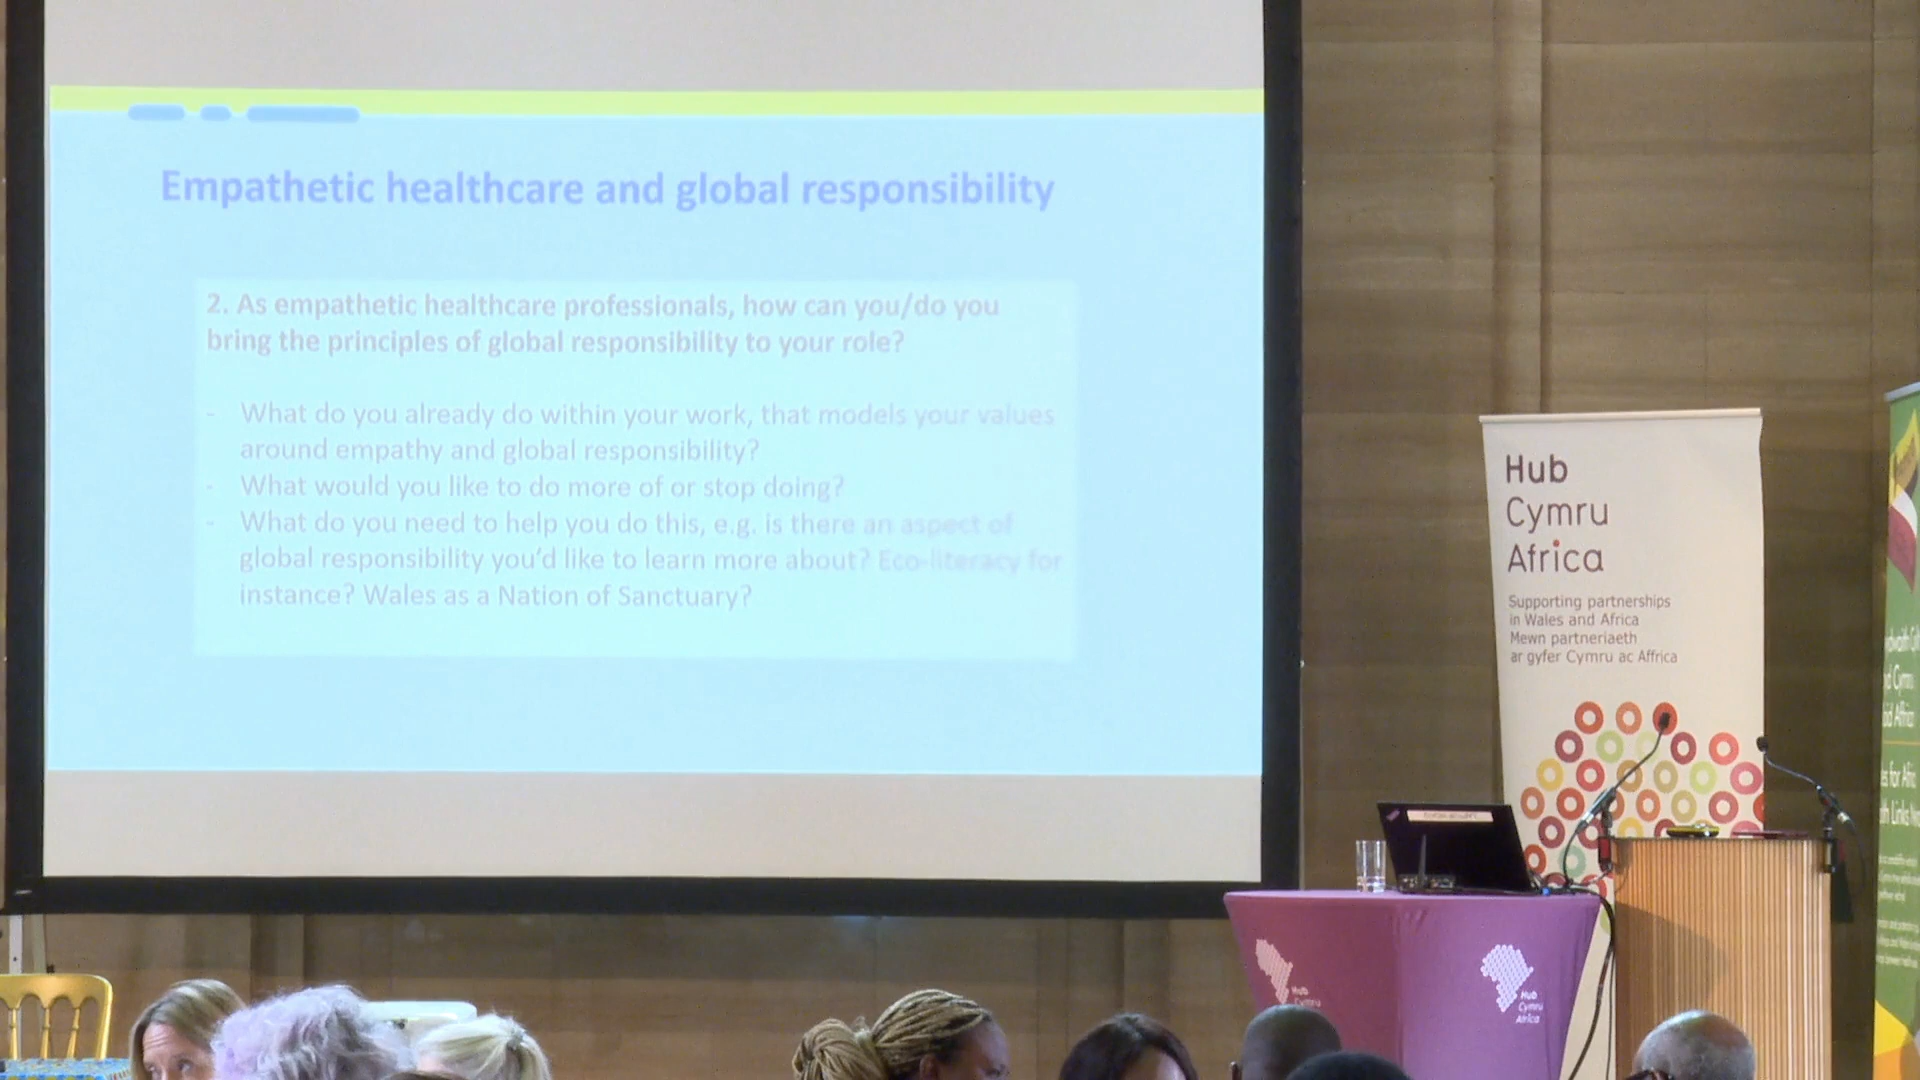 Empathetic healthcare and global responsibility
2. As empathetic healthcare professionals, how can you/do you
bring the principles of global responsibility to your role?
- What do you already do within your work, that models your values
around empathy and global responsibility?
- What would you like to do more of or stop doing?
- What do you need to help you do this, e.g. is there an aspect of
global responsibility you'd like to learn more about? Eco-literacy for
instance? Wales as a Nation of Sanctuary?
Hub
Cymru
Africa
Supporting partnerships
in Wales and Africa
Mewn partneriaeth
ar gyfer Cymru ac Affrica
Hub
Cymru
Hub
Cymru
Africa